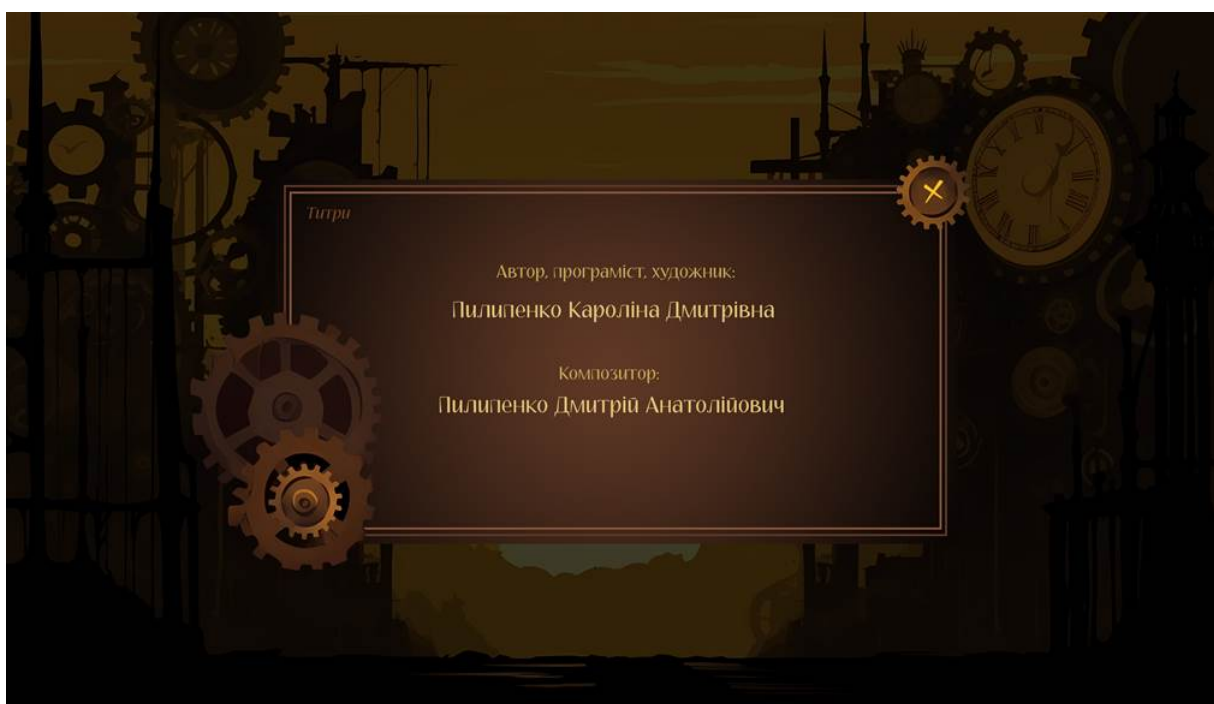 Титри
Автор, програміст, художник:
Пилипенко Кароліна Дмитрівна
Композитор:
Пилипенко Дмитрій Анатолійович